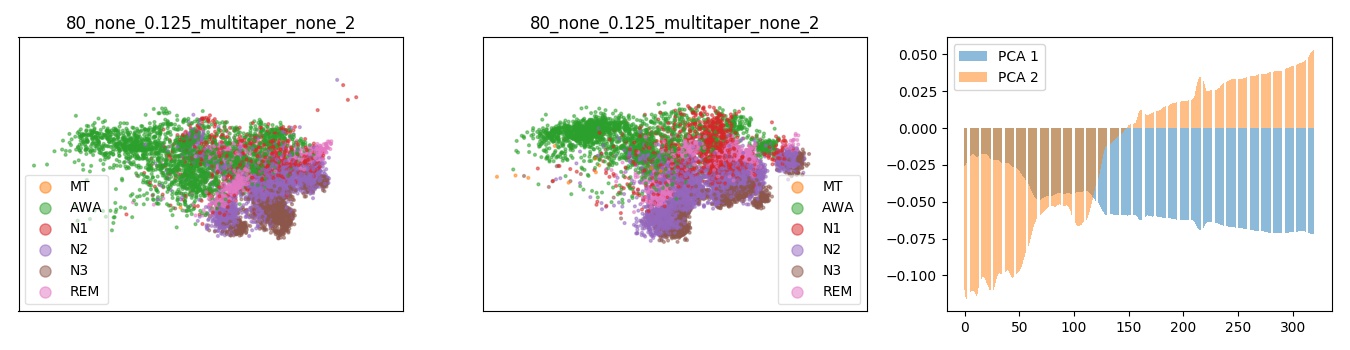 80_none_0.125_multitaper_none_2
MT
AWA
N1
N2
N3
REM
80_none_0.125_multitaper_none_2
MT
AWA
N1
N2
N3
REM
PCA 1
PCA 2
0.050
0.025
0.000
−0.025
−0.050
−0.075
−0.100
0 50 100 150 200 250 300